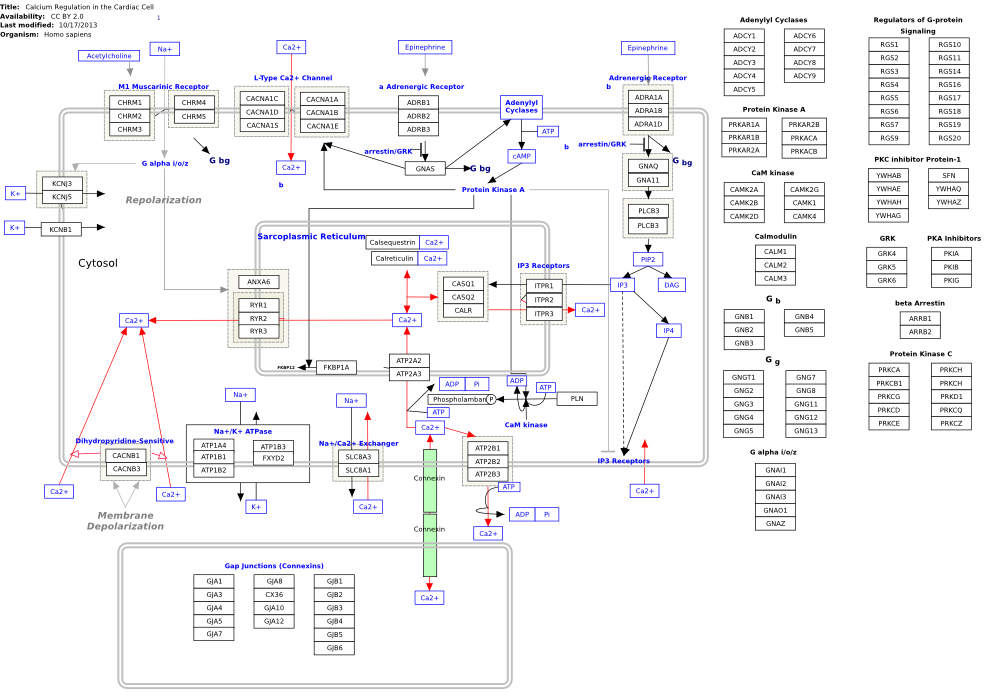 Title: Calcium Regulation in the Cardiac Cell
Availability: CC BY 2.0
Last modified: 10/17/2013
Organism: Homo sapiens
1
Acetylcholine
Na+
Ca2+
Epinephrine
Epinephrine
M1 Muscarinic Receptor
CHRM1
CHRM2
CHRM3
CHRM4
CHRM5
L-Type Ca2+ Channel
CACNA1C
CACNA1D
CACNA1S
CACNA1A
CACNA1B
CACNA1E
a Adrenergic Receptor
ADRB1
ADRB2
ADRB3
Adenylyl
Cyclases
ATP
cAMP
Adrenergic Receptor
b
ADRA1A
ADRA1B
ADRA1D
arrestin/GRK
GNAS
G bg
b
arrestin/GRK
G bg
GNAQ
GNA11
PLCB3
PLCB3
PIP2
IP3
DAG
IP4
G alpha i/o/z
G bg
Ca2+
b
Protein Kinase A
K+
KCNJ3
KCNJ5
K+
KCNB1
Repolarization
Cytosol
Sarcoplasmic Reticulum
Calsequestrin
Ca2+
Calreticulin
Ca2+
ANXA6
RYR1
RYR2
RYR3
CASQ1
CASQ2
CALR
IP3 Receptors
ITPR1
ITPR2
ITPR3
Ca2+
Ca2+
Ca2+
FKBP12
FKBP1A
ATP2A2
ATP2A3
ADP
Pi
Phospholamban
P
ATP
ADP
ATP
PLN
CaM kinase
Na+
Na+/K+ ATPase
ATP1A4
ATP1B1
ATP1B2
ATP1B3
FXYD2
K+
Na+
Na+/Ca2+ Exchanger
SLC8A3
SLC8A1
Ca2+
Ca2+
ATP2B1
ATP2B2
ATP2B3
ATP
ADP
Pi
Ca2+
Connexin
Connexin
Ca2+
IP3 Receptors
Ca2+
Dihydropyridine-Sensitive
CACNB1
CACNB3
Ca2+
Ca2+
Membrane
Depolarization
Gap Junctions (Connexins)
GJA1
GJA3
GJA4
GJA5
GJA7
GJA8
CX36
GJA10
GJA12
GJB1
GJB2
GJB3
GJB4
GJB5
GJB6
Adenylyl Cyclases
ADCY1
ADCY2
ADCY3
ADCY4
ADCY5
ADCY6
ADCY7
ADCY8
ADCY9
Protein Kinase A
PRKAR1A
PRKAR1B
PRKAR2A
PRKAR2B
PRKACA
PRKACB
CaM kinase
CAMK2A
CAMK2B
CAMK2D
CAMK2G
CAMK1
CAMK4
Calmodulin
CALM1
CALM2
CALM3
G b
GNB1
GNB2
GNB3
GNB4
GNB5
G g
GNGT1
GNG2
GNG3
GNG4
GNG5
GNG7
GNG8
GNG11
GNG12
GNG13
G alpha i/o/z
GNAI1
GNAI2
GNAI3
GNAO1
GNAZ
Regulators of G-protein
Signaling
RGS1
RGS2
RGS3
RGS4
RGS5
RGS6
RGS7
RGS9
RGS10
RGS11
RGS14
RGS16
RGS17
RGS18
RGS19
RGS20
PKC inhibitor Protein-1
YWHAB
YWHAE
YWHAH
YWHAG
SFN
YWHAQ
YWHAZ
GRK
GRK4
GRK5
GRK6
PKA Inhibitors
PKIA
PKIB
PKIG
beta Arrestin
ARRB1
ARRB2
Protein Kinase C
PRKCA
PRKCB1
PRKCG
PRKCD
PRKCE
PRKCH
PRKCH
PRKD1
PRKCQ
PRKCZ